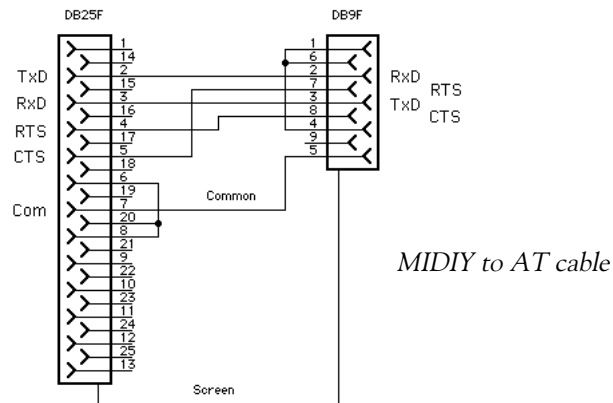 DB25F
DB9F
1
14
TxD 2
15
RxD 3
16
RTS 4
17
CTS 5
18
6
19
Com 7
20
8
21
9
22
10
23
11
24
12
25
13
1
6
2 RxD
7 RTS
3 TxD
8 CTS
4
9
5
Common
MIDIY to AT cable
Screen